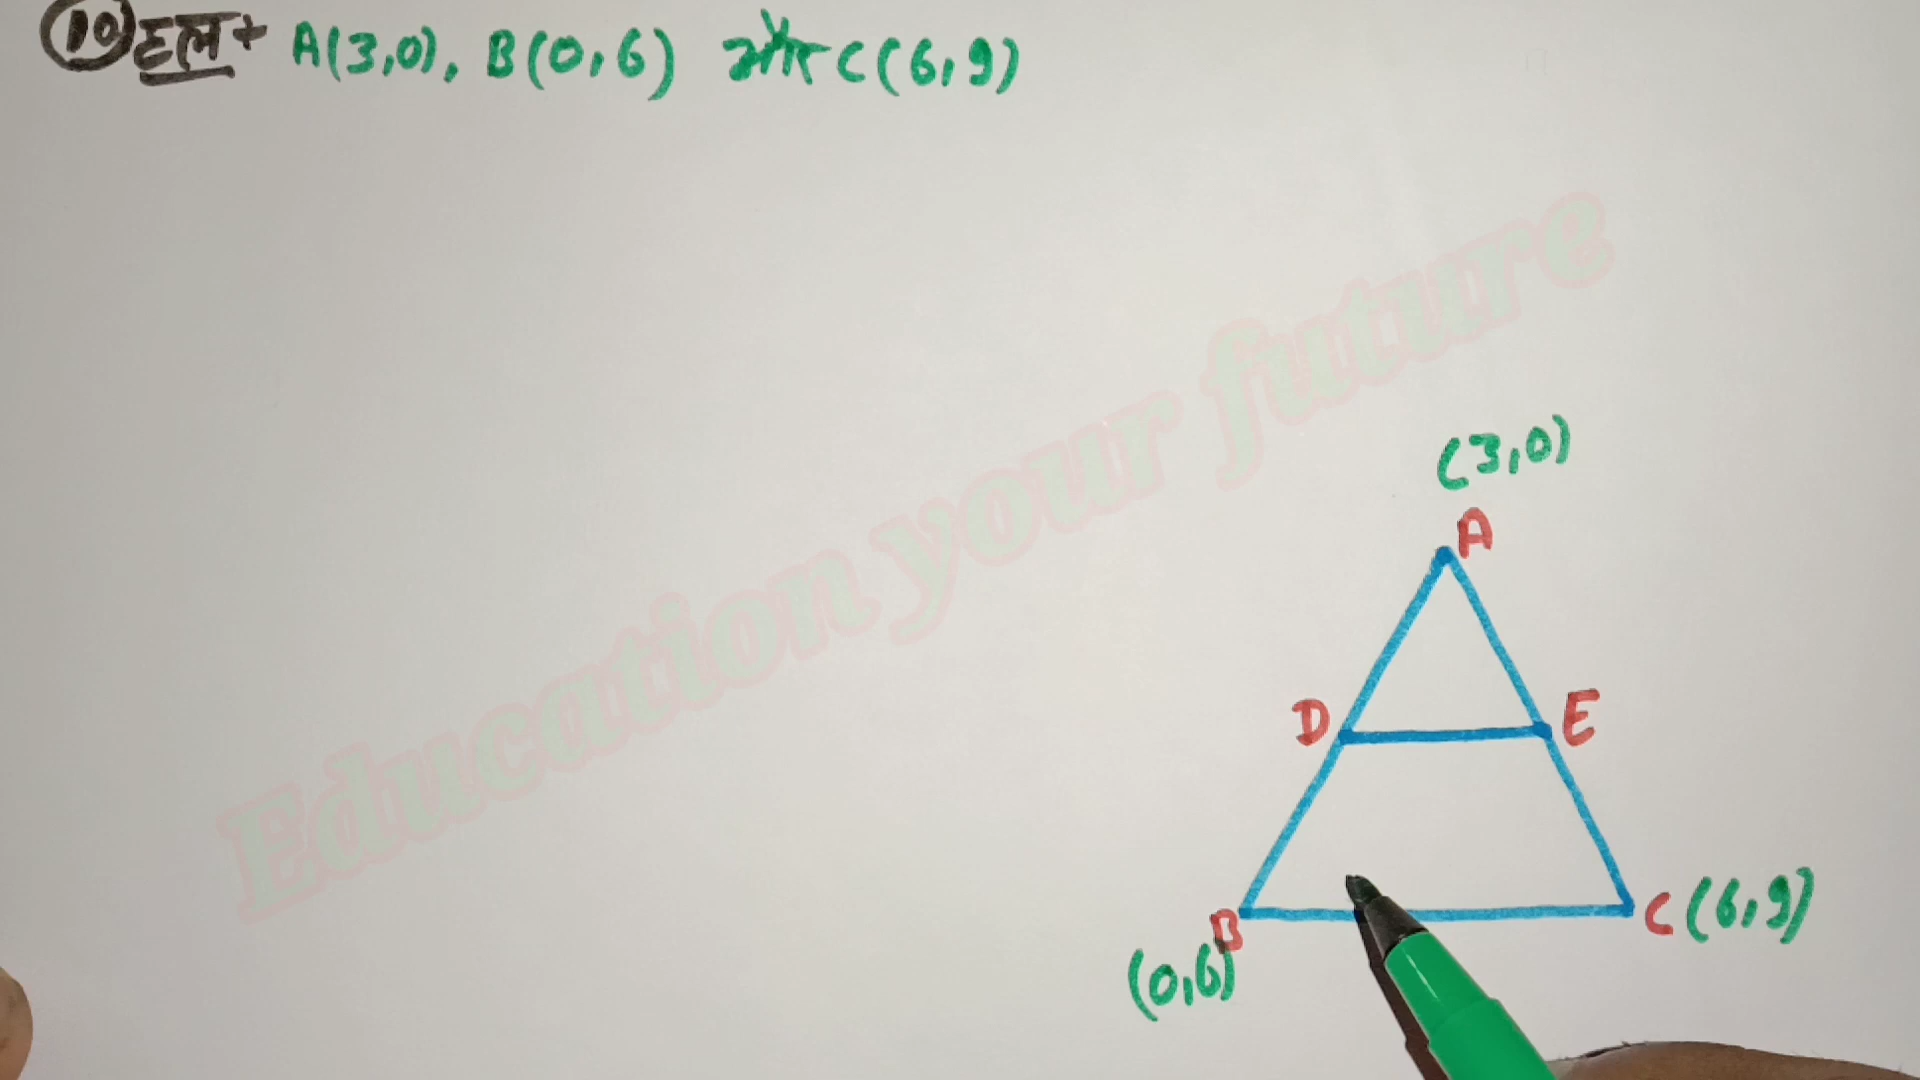 10 हल→ A(3,0), B(0,6) और C(6,9)
Education your future
(3,0)
A
D E
B C (6,9)
(0,6)